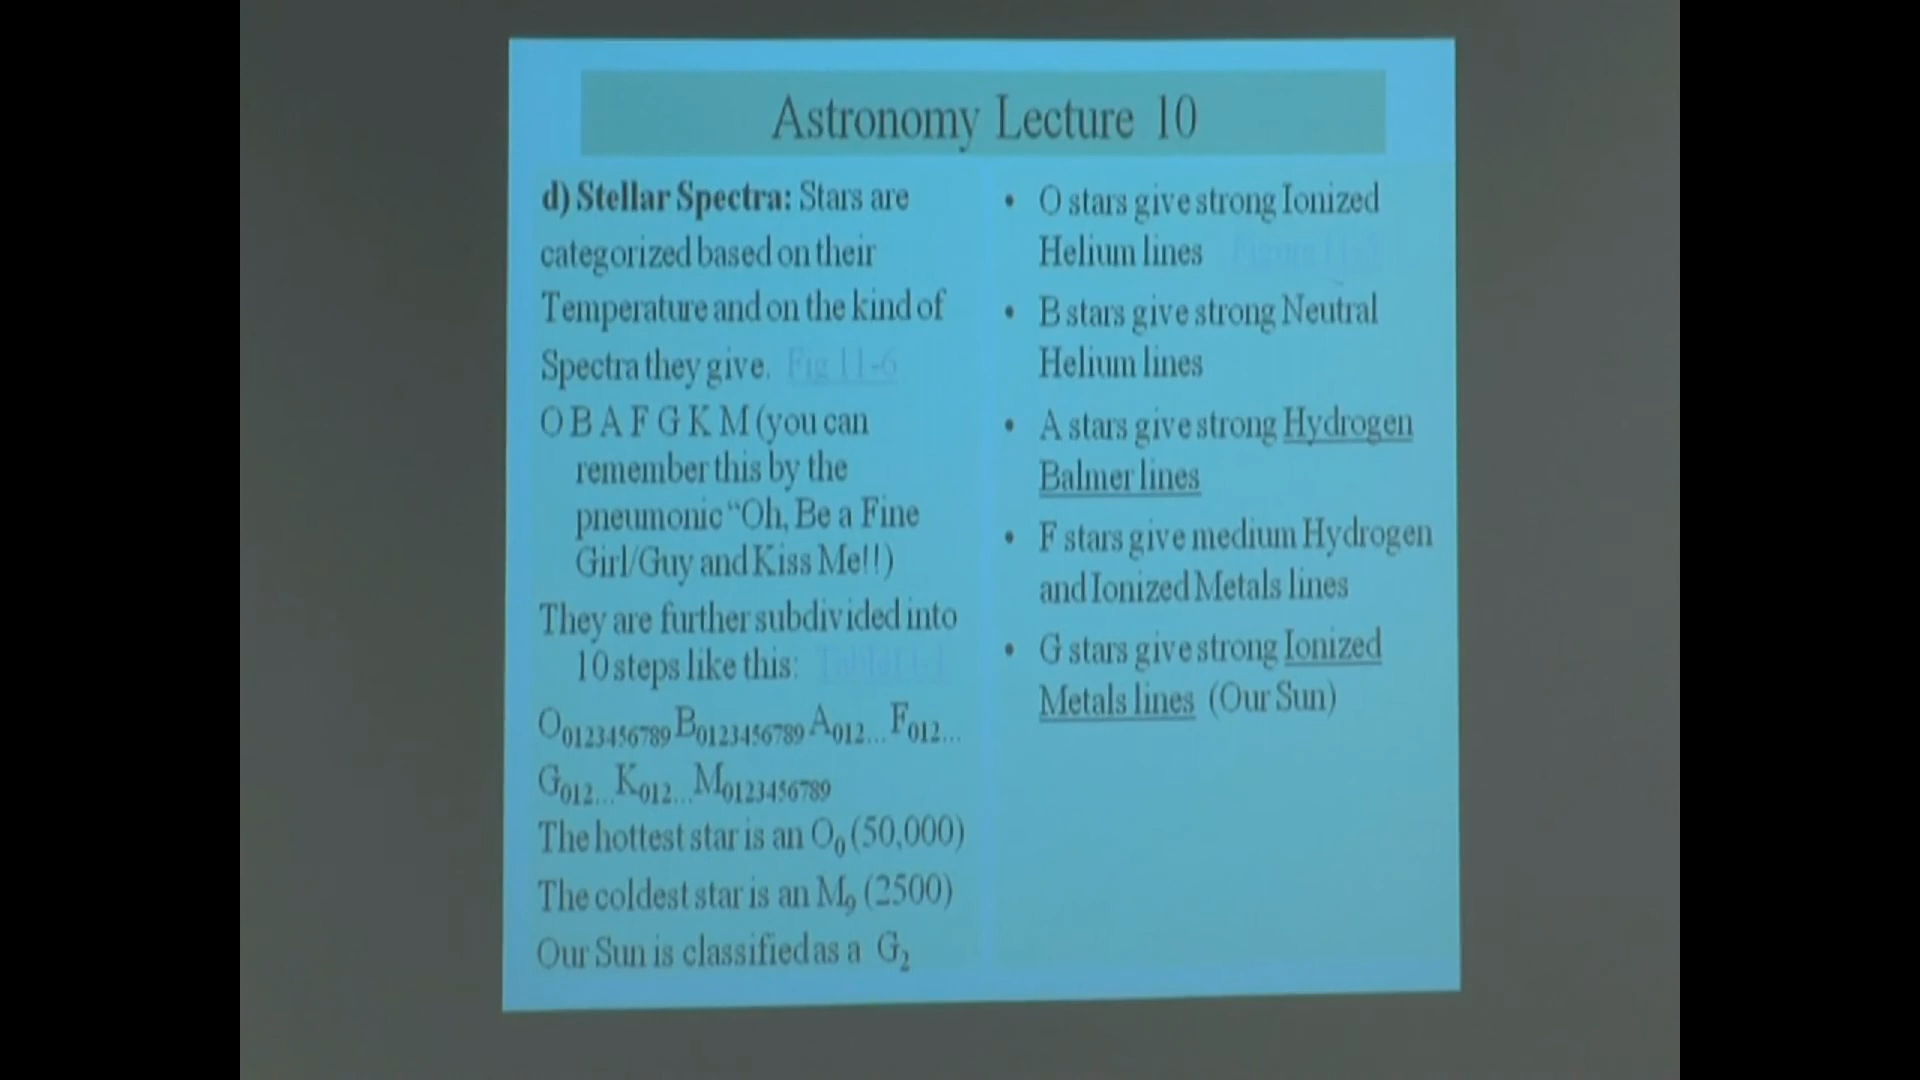 Astronomy Lecture 10
d) Stellar Spectra: Stars are
categorized based on their
Temperature and on the kind of
Spectra they give. Fig 11-6
O B A F G K M (you can
remember this by the
pneumonic “Oh, Be a Fine
Girl/Guy and Kiss Me!!)
They are further subdivided into
10 steps like this: Table11-1
O0123456789 B0123456789 A012... F012...
G012... K012... M0123456789
The hottest star is an O0 (50,000)
The coldest star is an M9 (2500)
Our Sun is classified as a G2
• O stars give strong Ionized
Helium lines
• B stars give strong Neutral
Helium lines
• A stars give strong Hydrogen
Balmer lines
• F stars give medium Hydrogen
and Ionized Metals lines
• G stars give strong Ionized
Metals lines (Our Sun)